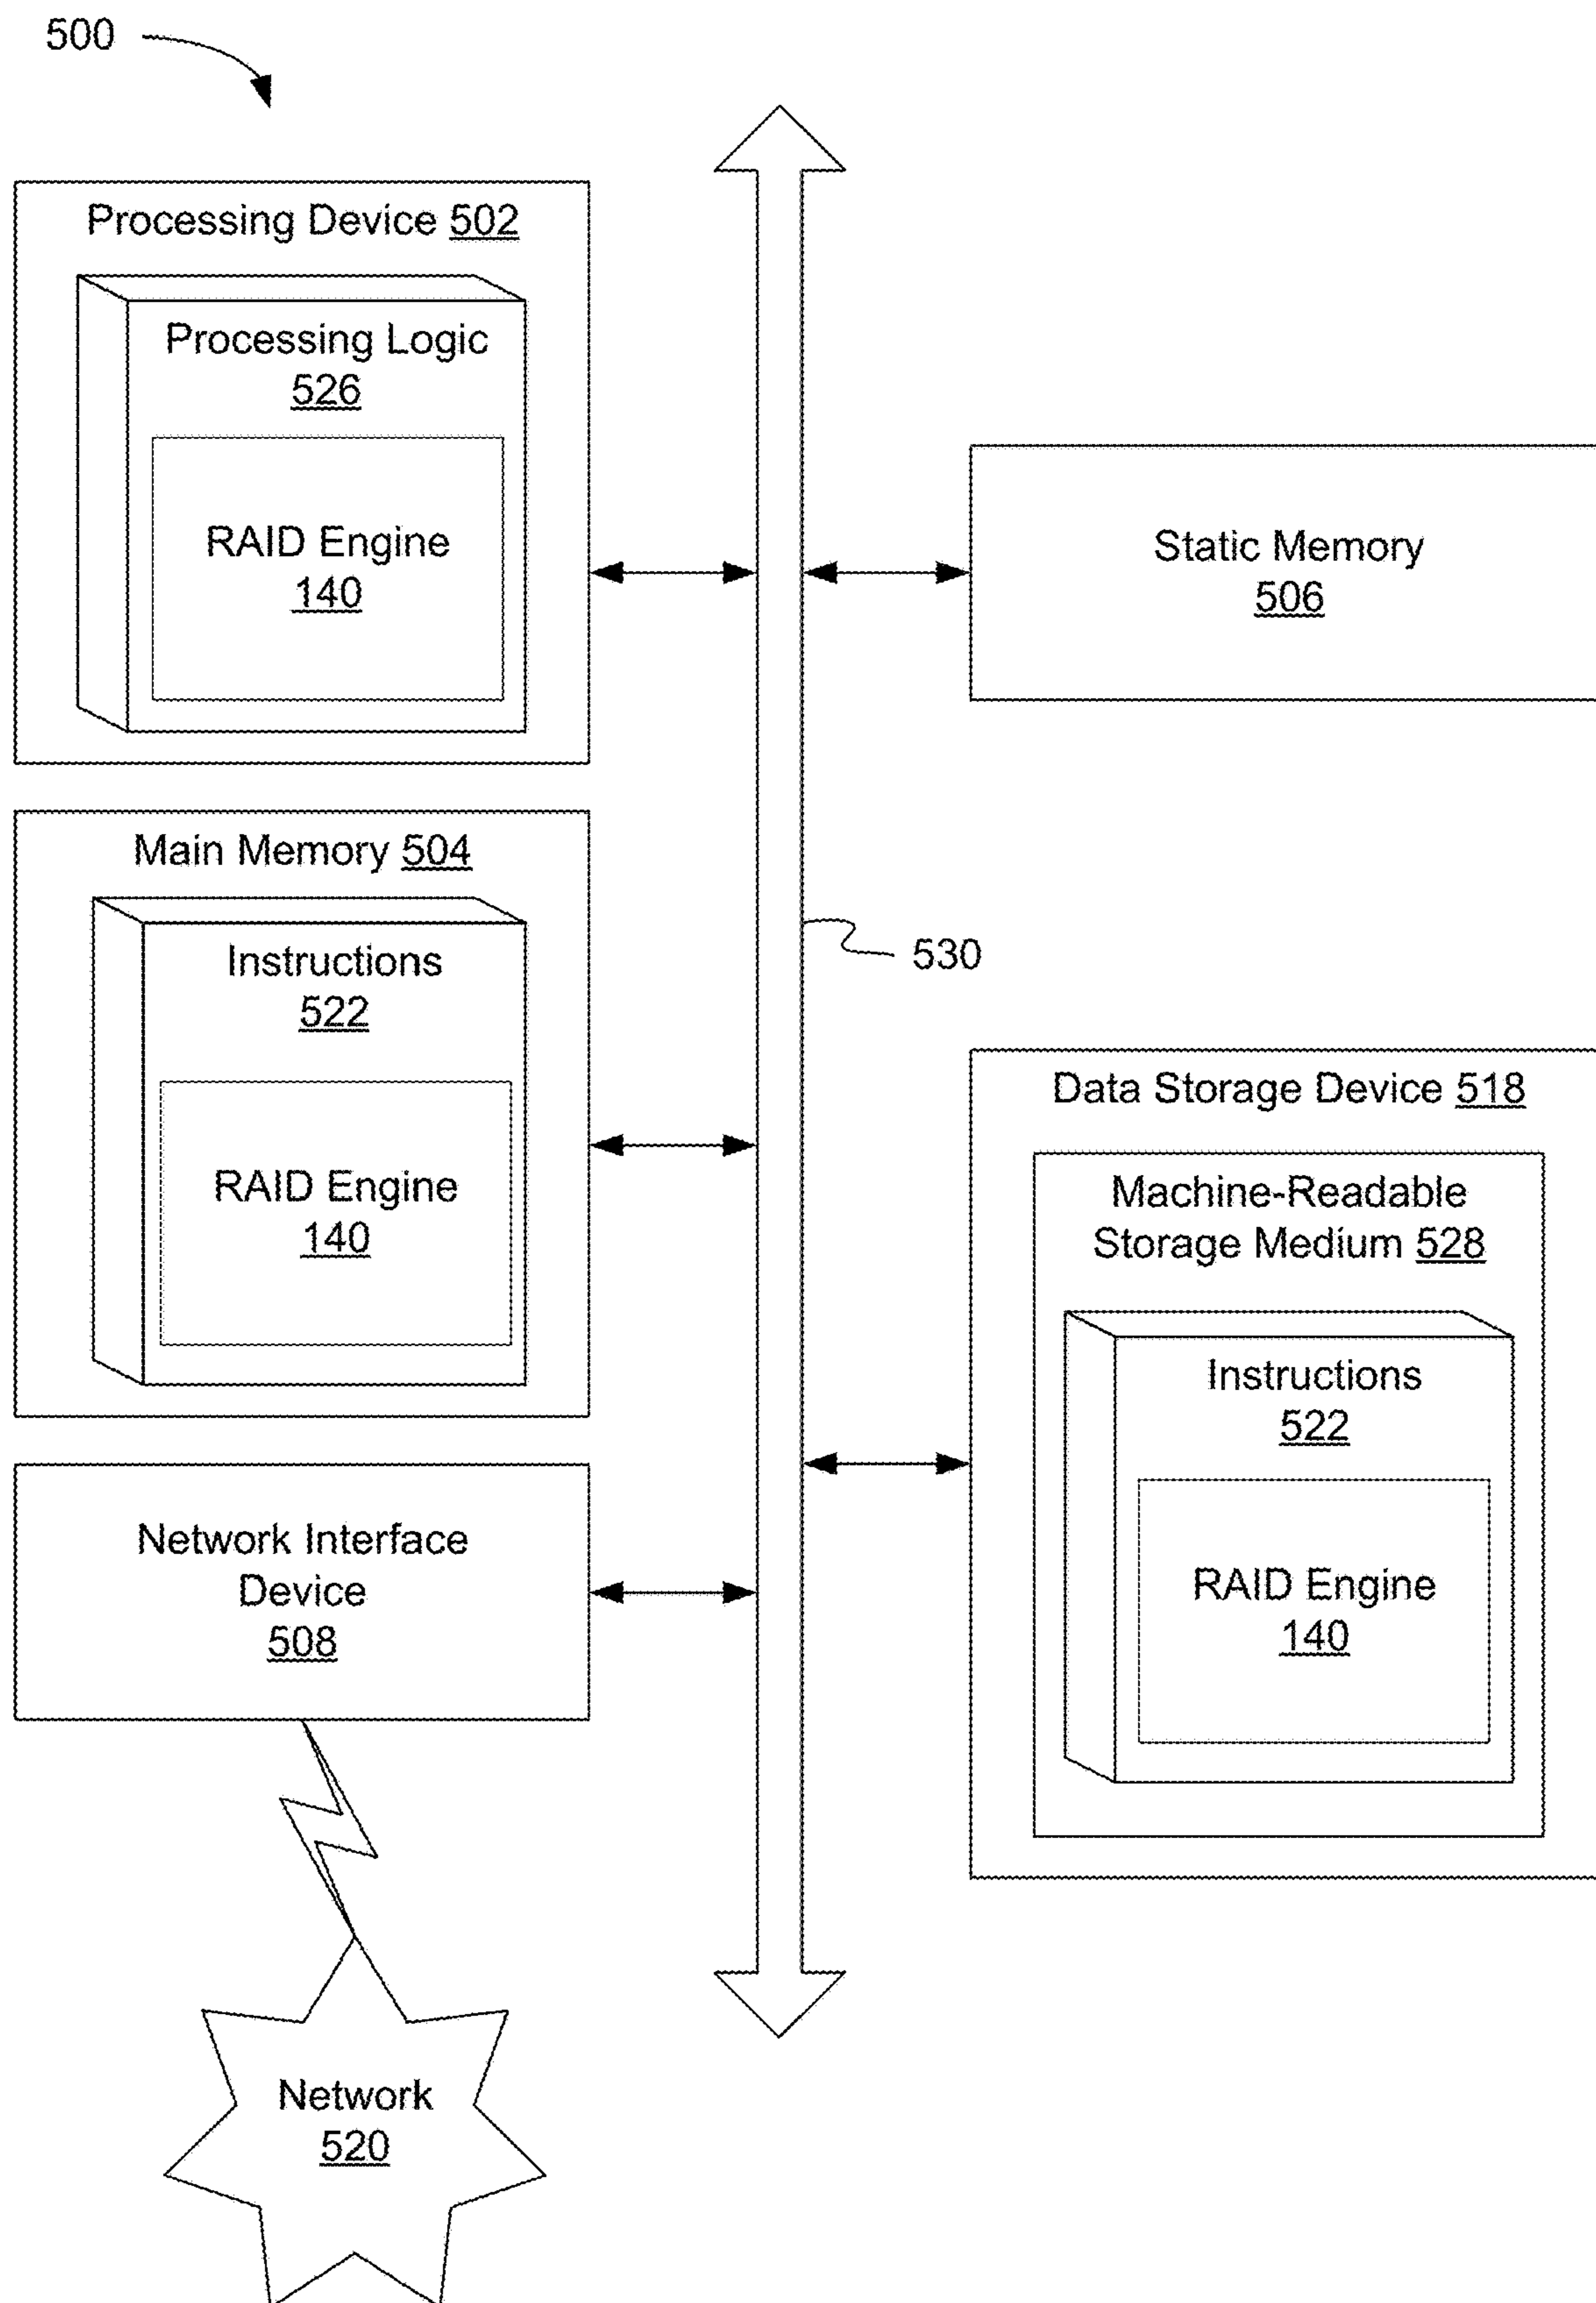 500
Processing Device 502
Processing Logic
526
RAID Engine
140
Static Memory
506
Main Memory 504
Instructions
522
RAID Engine
140
530
Data Storage Device 518
Machine-Readable
Storage Medium 528
Instructions
522
RAID Engine
140
Network Interface
Device
508
Network
520